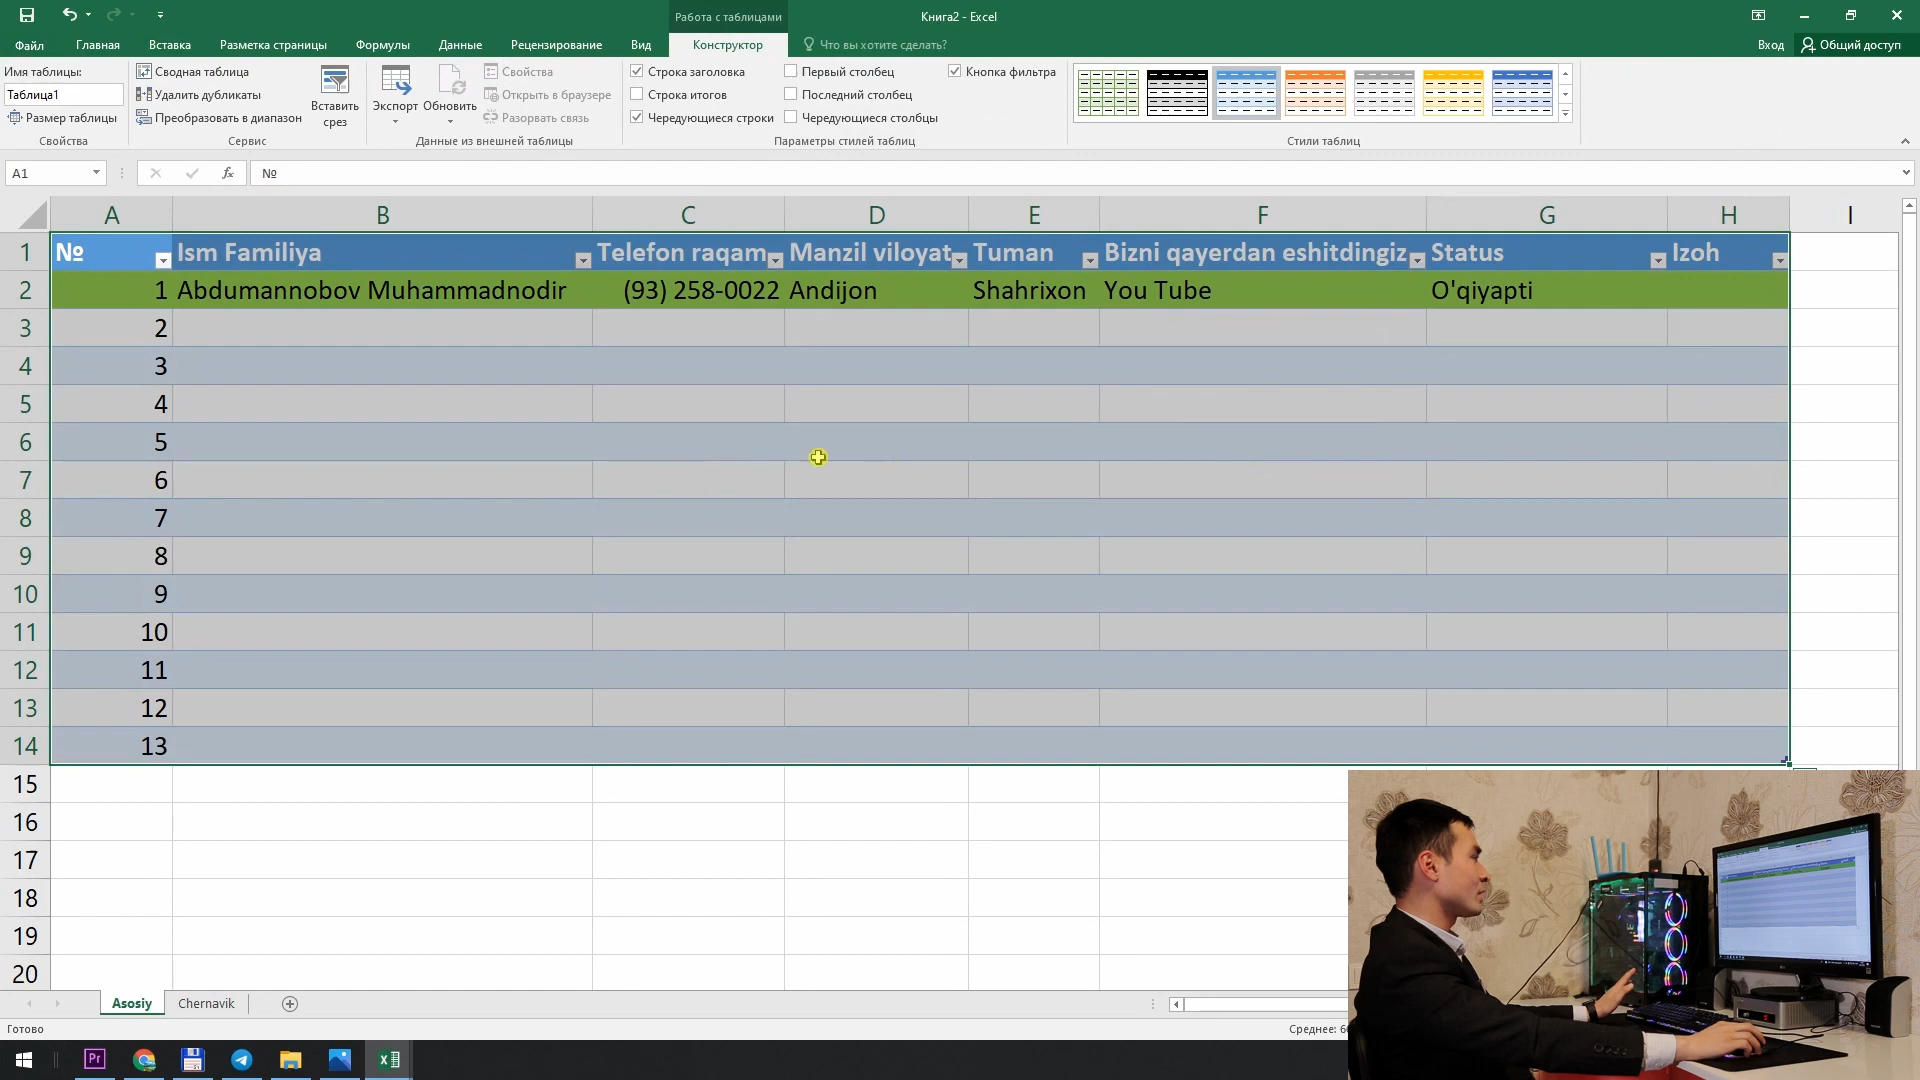 Работа с таблицами
Книга2 - Excel
Файл
Главная
Вставка
Разметка страницы
Формулы
Данные
Рецензирование
Вид
Конструктор
Что вы хотите сделать?
Вход
Общий доступ
Имя таблицы:
Таблица1
Размер таблицы
Свойства
Сводная таблица
Удалить дубликаты
Преобразовать в диапазон
Вставить
срез
Сервис
Экспорт
Обновить
Свойства
Открыть в браузере
Разорвать связь
Данные из внешней таблицы
Строка заголовка
Строка итогов
Чередующиеся строки
Первый столбец
Последний столбец
Чередующиеся столбцы
Кнопка фильтра
Параметры стилей таблиц
Стили таблиц
A1
fx
№
A B C D E F G H I
1 № Ism Familiya Telefon raqam Manzil viloyat Tuman Bizni qayerdan eshitdingiz Status Izoh
2 1 Abdumannobov Muhammadnodir (93) 258-0022 Andijon Shahrixon You Tube O'qiyapti
3 2
4 3
5 4
6 5
7 6
8 7
9 8
10 9
11 10
12 11
13 12
14 13
15
16
17
18
19
20
Asosiy
Chernavik
Готово
Среднее:
Pr